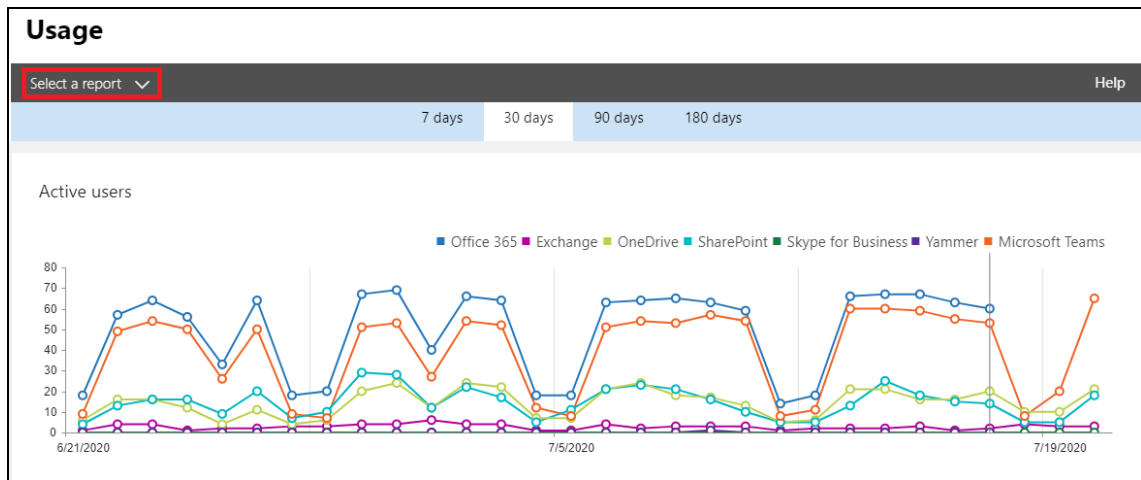 Usage
Select a report Help
7 days 30 days 90 days 180 days
Active users
Office 365 Exchange OneDrive SharePoint Skype for Business Yammer Microsoft Teams
80
70
60
50
40
30
20
10
0
6/21/2020 7/5/2020 7/19/2020